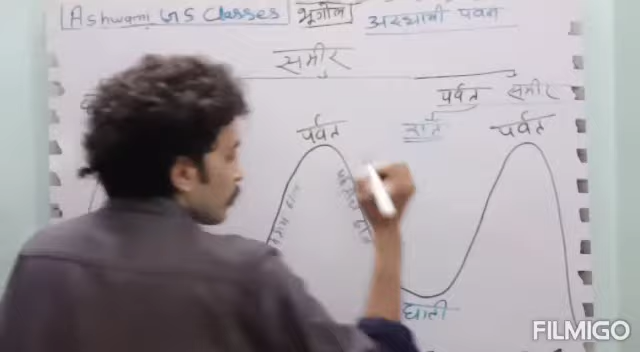 Ashwami GS Classes भूगोल अस्थायी पवन
समीर
पर्वत समीर
पर्वत रात पर्वत
घाटी
FILMIGO